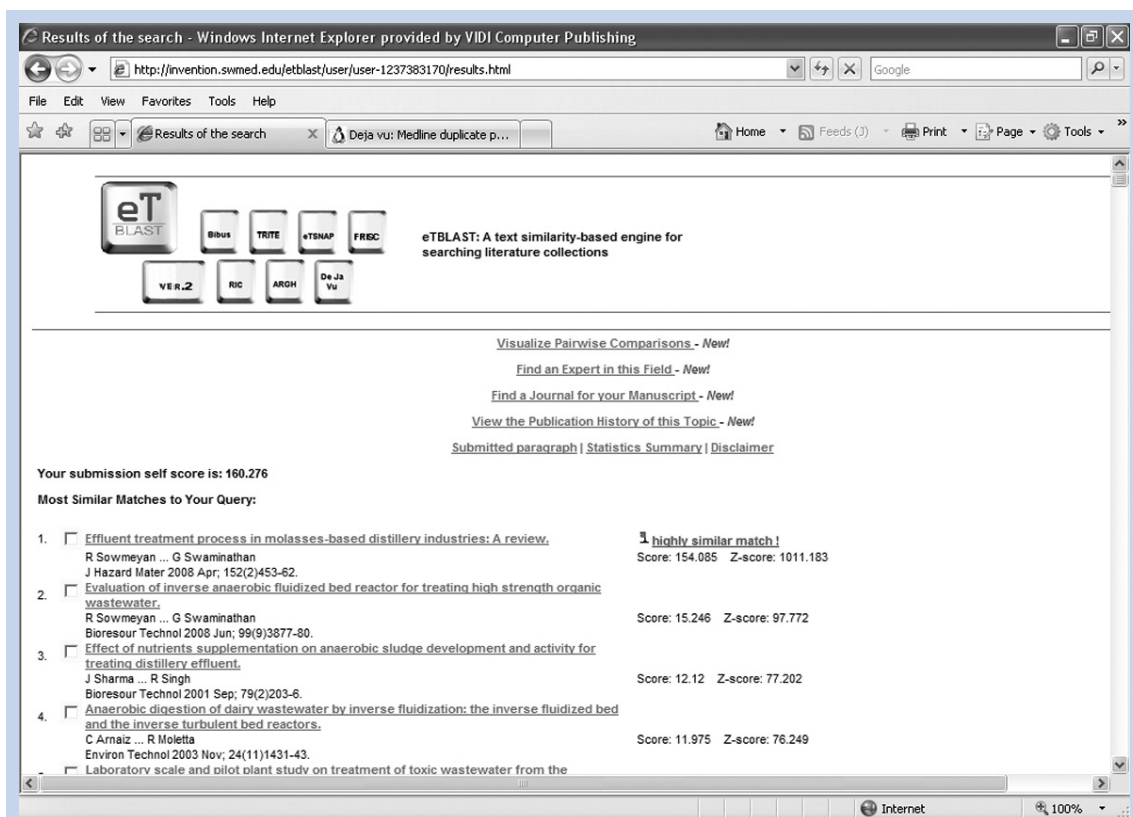 Results of the search - Windows Internet Explorer provided by VIDI Computer Publishing
http://invention.swmed.edu/etblast/user/user-1237383170/results.html
Google
File Edit View Favorites Tools Help
Results of the search
Deja vu: Medline duplicate p...
Home Feeds (J) Print Page Tools
eT
BLAST
Bibus TRITE eTSNAP FRISC
VER.2 RIC ARGH De Ja Vu
eTBLAST: A text similarity-based engine for
searching literature collections
Visualize Pairwise Comparisons - New!
Find an Expert in this Field - New!
Find a Journal for your Manuscript - New!
View the Publication History of this Topic - New!
Submitted paragraph | Statistics Summary | Disclaimer
Your submission self score is: 160.276
Most Similar Matches to Your Query:
1. Effluent treatment process in molasses-based distillery industries: A review. highly similar match !
R Sowmeyan ... G Swaminathan Score: 154.085 Z-score: 1011.183
J Hazard Mater 2008 Apr; 152(2)453-62.
2. Evaluation of inverse anaerobic fluidized bed reactor for treating high strength organic
wastewater.
R Sowmeyan ... G Swaminathan Score: 15.246 Z-score: 97.772
Bioresour Technol 2008 Jun; 99(9)3877-80.
3. Effect of nutrients supplementation on anaerobic sludge development and activity for
treating distillery effluent.
J Sharma ... R Singh Score: 12.12 Z-score: 77.202
Bioresour Technol 2001 Sep; 79(2)203-6.
4. Anaerobic digestion of dairy wastewater by inverse fluidization: the inverse fluidized bed
and the inverse turbulent bed reactors.
C Arnaiz ... R Moletta Score: 11.975 Z-score: 76.249
Environ Technol 2003 Nov; 24(11)1431-43.
Laboratory scale and pilot plant study on treatment of toxic wastewater from the
Internet 100%